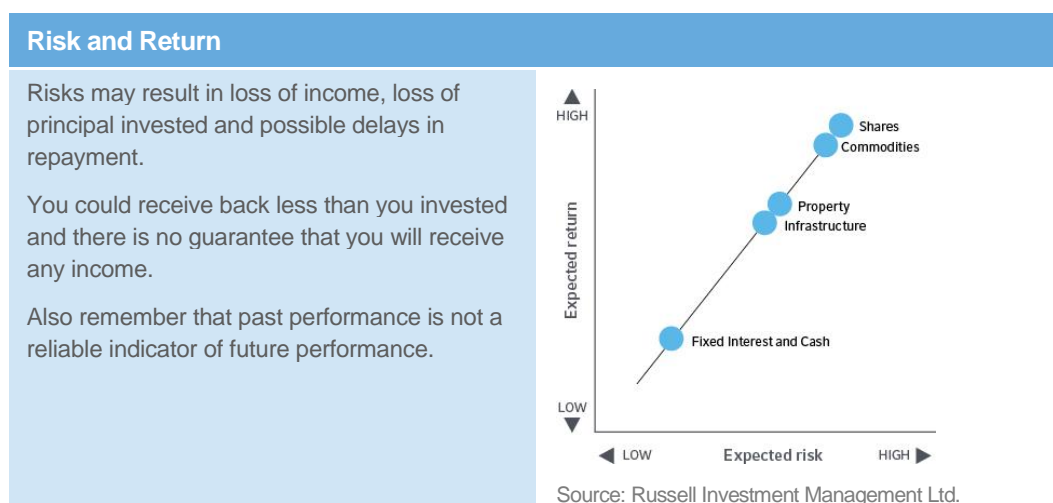 Risk and Return
Risks may result in loss of income, loss of
principal invested and possible delays in
repayment.
You could receive back less than you invested
and there is no guarantee that you will receive
any income.
Also remember that past performance is not a
reliable indicator of future performance.
HIGH
Expected return
LOW
Shares
Commodities
Property
Infrastructure
Fixed Interest and Cash
LOW
Expected risk
HIGH
Source: Russell Investment Management Ltd.